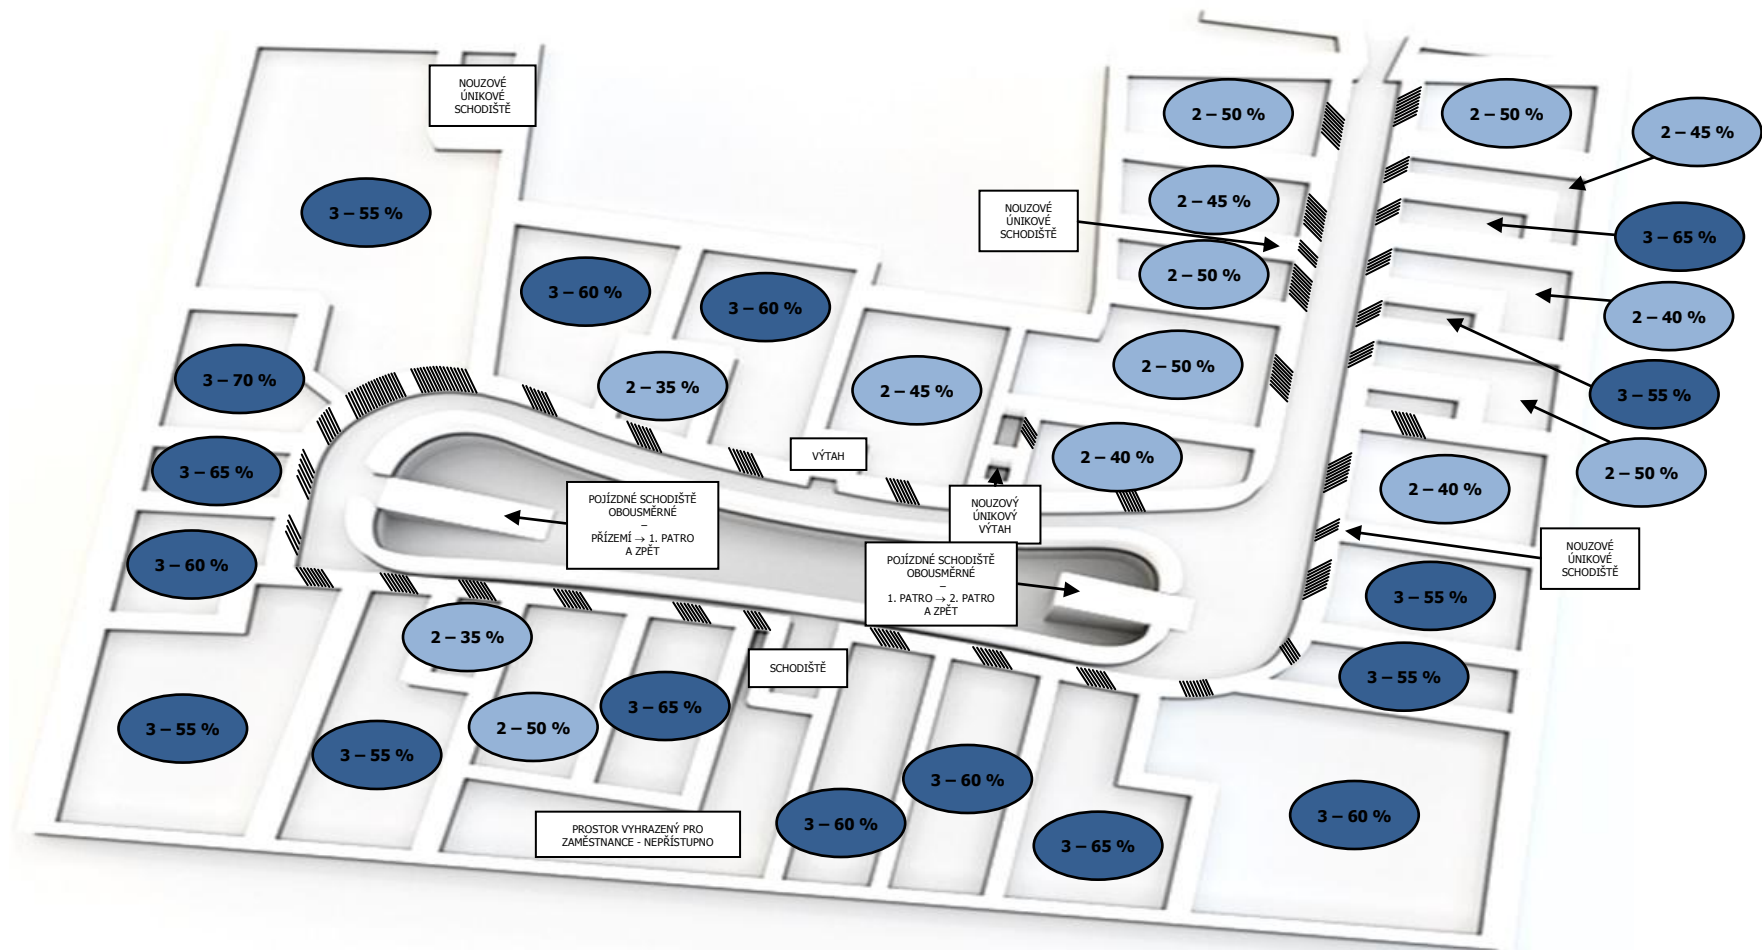 NOUZOVÉ
ÚNIKOVÉ
SCHODIŠTĚ
2 – 50 %
2 – 50 %
2 – 45 %
3 – 55 %
2 – 45 %
NOUZOVÉ
ÚNIKOVÉ
SCHODIŠTĚ
3 – 65 %
2 – 50 %
3 – 60 %
3 – 60 %
2 – 40 %
2 – 50 %
3 – 70 %
2 – 35 %
2 – 45 %
3 – 55 %
3 – 65 %
VÝTAH
2 – 40 %
2 – 50 %
2 – 40 %
POJÍZDNÉ SCHODIŠTĚ
OBOUSMĚRNÉ
–
PŘÍZEMÍ → 1. PATRO
A ZPĚT
NOUZOVÝ
ÚNIKOVÝ
VÝTAH
3 – 60 %
POJÍZDNÉ SCHODIŠTĚ
OBOUSMĚRNÉ
–
1. PATRO → 2. PATRO
A ZPĚT
NOUZOVÉ
ÚNIKOVÉ
SCHODIŠTĚ
3 – 55 %
2 – 35 %
SCHODIŠTĚ
3 – 55 %
3 – 65 %
3 – 55 %
2 – 50 %
3 – 55 %
3 – 60 %
3 – 60 %
3 – 60 %
PROSTOR VYHRAZENÝ PRO
ZAMĚSTNANCE - NEPŘÍSTUPNO
3 – 65 %